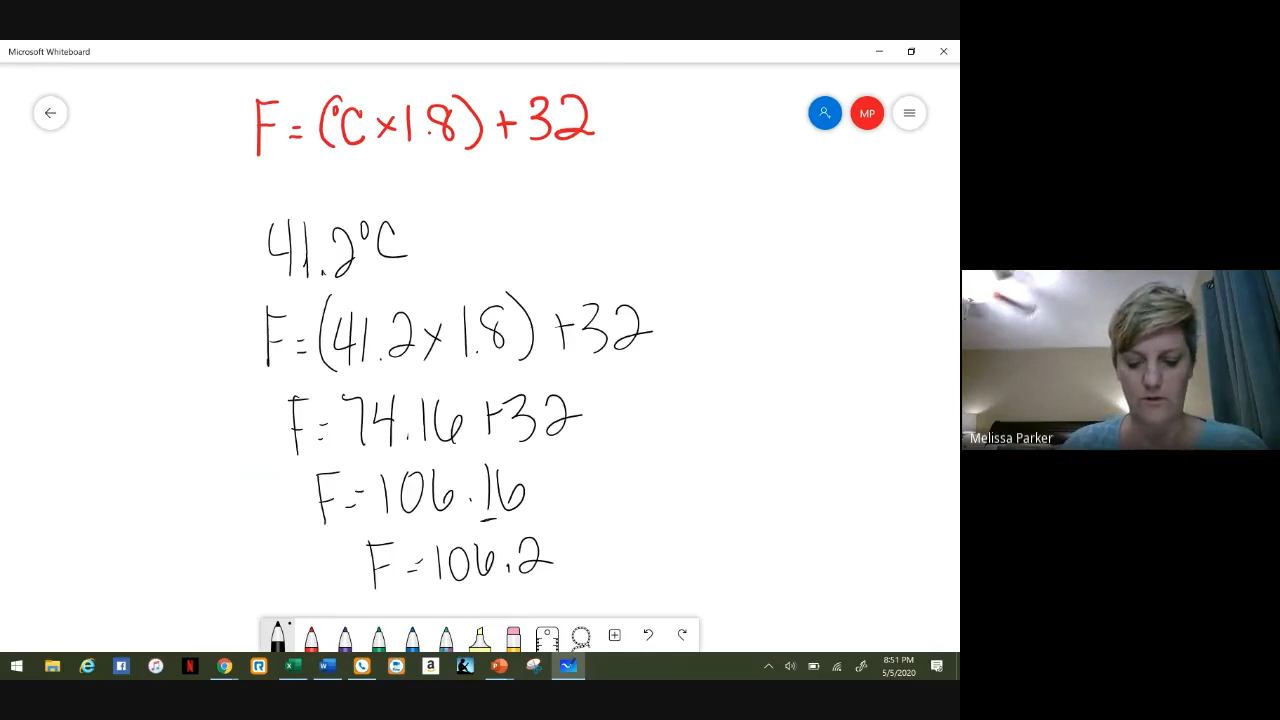 Microsoft Whiteboard
F = (°C × 1.8) + 32
MP
41.2°C
F = (41.2 × 1.8) + 32
F = 74.16 + 32
F = 106.16
F = 106.2
Melissa Parker
8:51 PM
5/5/2020